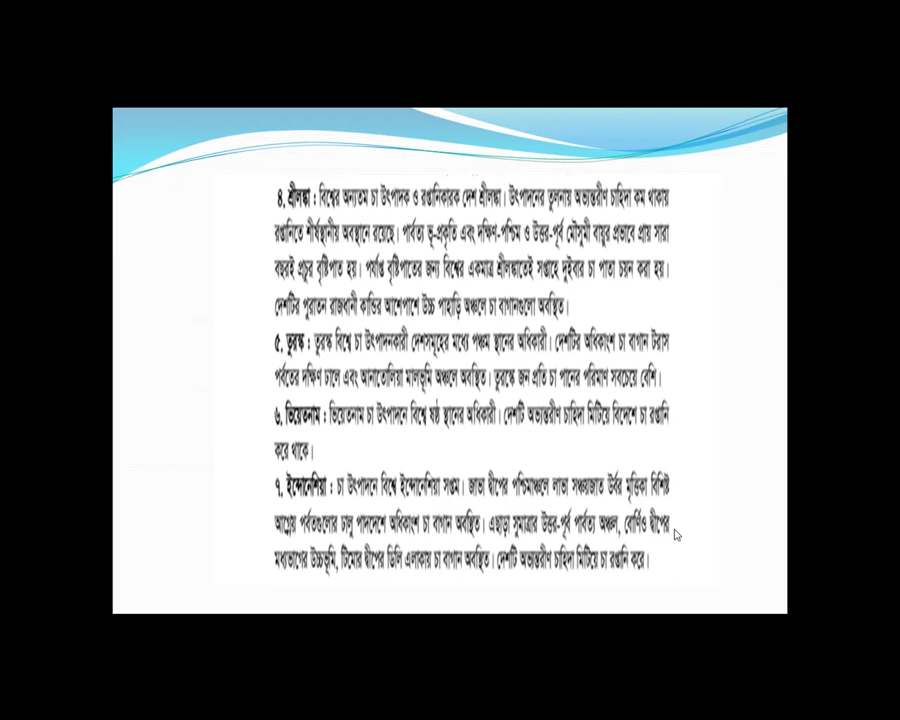 ৪. শ্রীলঙ্কা : বিশ্বের অন্যতম চা উৎপাদক ও রপ্তানিকারক দেশ শ্রীলঙ্কা। উৎপাদনের তুলনায় অভ্যন্তরীণ চাহিদা কম থাকায়
রপ্তানিতে শীর্ষস্থানীয় অবস্থানে রয়েছে। পার্বত্য ভূ-প্রকৃতি এবং দক্ষিণ-পশ্চিম ও উত্তর-পূর্ব মৌসুমী বায়ুর প্রভাবে প্রায় সারা
বছরই প্রচুর বৃষ্টিপাত হয়। পর্যাপ্ত বৃষ্টিপাতের জন্য বিশ্বের একমাত্র শ্রীলঙ্কাতেই সপ্তাহে দুইবার চা পাতা চয়ন করা হয়।
দেশটির পুরাতন রাজধানী কান্ডির আশেপাশে উচ্চ পাহাড়ি অঞ্চলে চা বাগানগুলো অবস্থিত।
৫. তুরস্ক : তুরস্ক বিশ্বে চা উৎপাদনকারী দেশসমূহের মধ্যে পঞ্চম স্থানের অধিকারী। দেশটির অধিকাংশ চা বাগান টরাস
পর্বতের দক্ষিণ ঢালে এবং আনাতোলিয়া মালভূমি অঞ্চলে অবস্থিত। তুরস্কে জন প্রতি চা পানের পরিমাণ সবচেয়ে বেশি।
৬. ভিয়েতনাম : ভিয়েতনাম চা উৎপাদনে বিশ্বে ষষ্ঠ স্থানের অধিকারী। দেশটি অভ্যন্তরীণ চাহিদা মিটিয়ে বিদেশে চা রপ্তানি
করে থাকে।
৭. ইন্দোনেশিয়া : চা উৎপাদনে বিশ্বে ইন্দোনেশিয়া সপ্তম। জাভা দ্বীপের পশ্চিমাঞ্চলে লাভা সঞ্চয়জাত উর্বর মৃত্তিকা বিশিষ্ট
আগ্নেয় পর্বতগুলোর ঢালু পাদদেশে অধিকাংশ চা বাগান অবস্থিত। এছাড়া সুমাত্রার উত্তর-পূর্ব পার্বত্য অঞ্চল, বোর্ণিও দ্বীপের
মধ্যভাগের উচ্চভূমি, টিমোর দ্বীপের ডিলি এলাকায় চা বাগান অবস্থিত। দেশটি অভ্যন্তরীণ চাহিদা মিটিয়ে চা রপ্তানি করে।